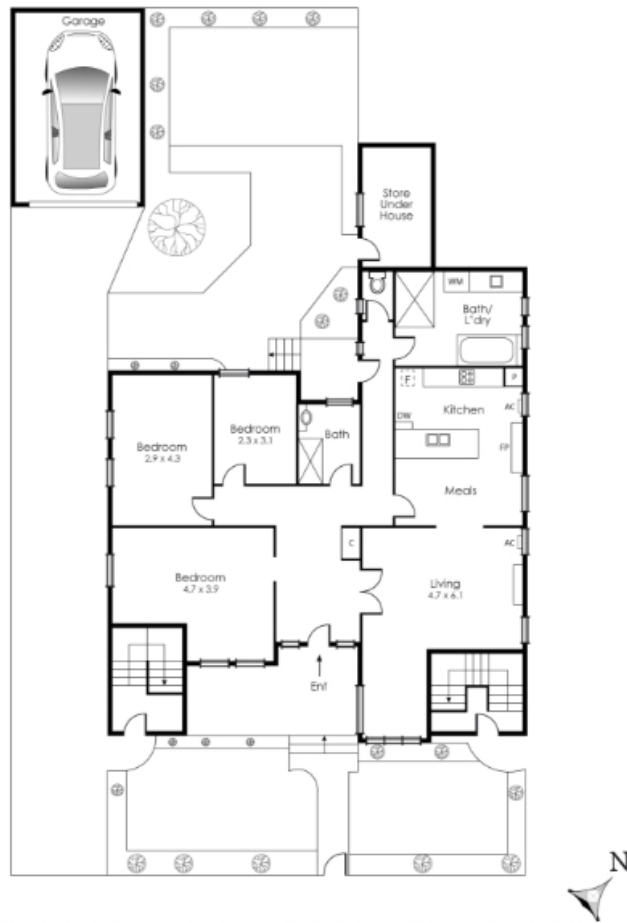 Garage
Store
Under
House
WM
Bath/
L'dry
F
P
Kitchen
AC
DW
FP
Bedroom
2.3 x 3.1
Bath
Bedroom
2.9 x 4.3
Meals
C
AC
Bedroom
4.7 x 3.9
Living
4.7 x 6.1
Ent
N